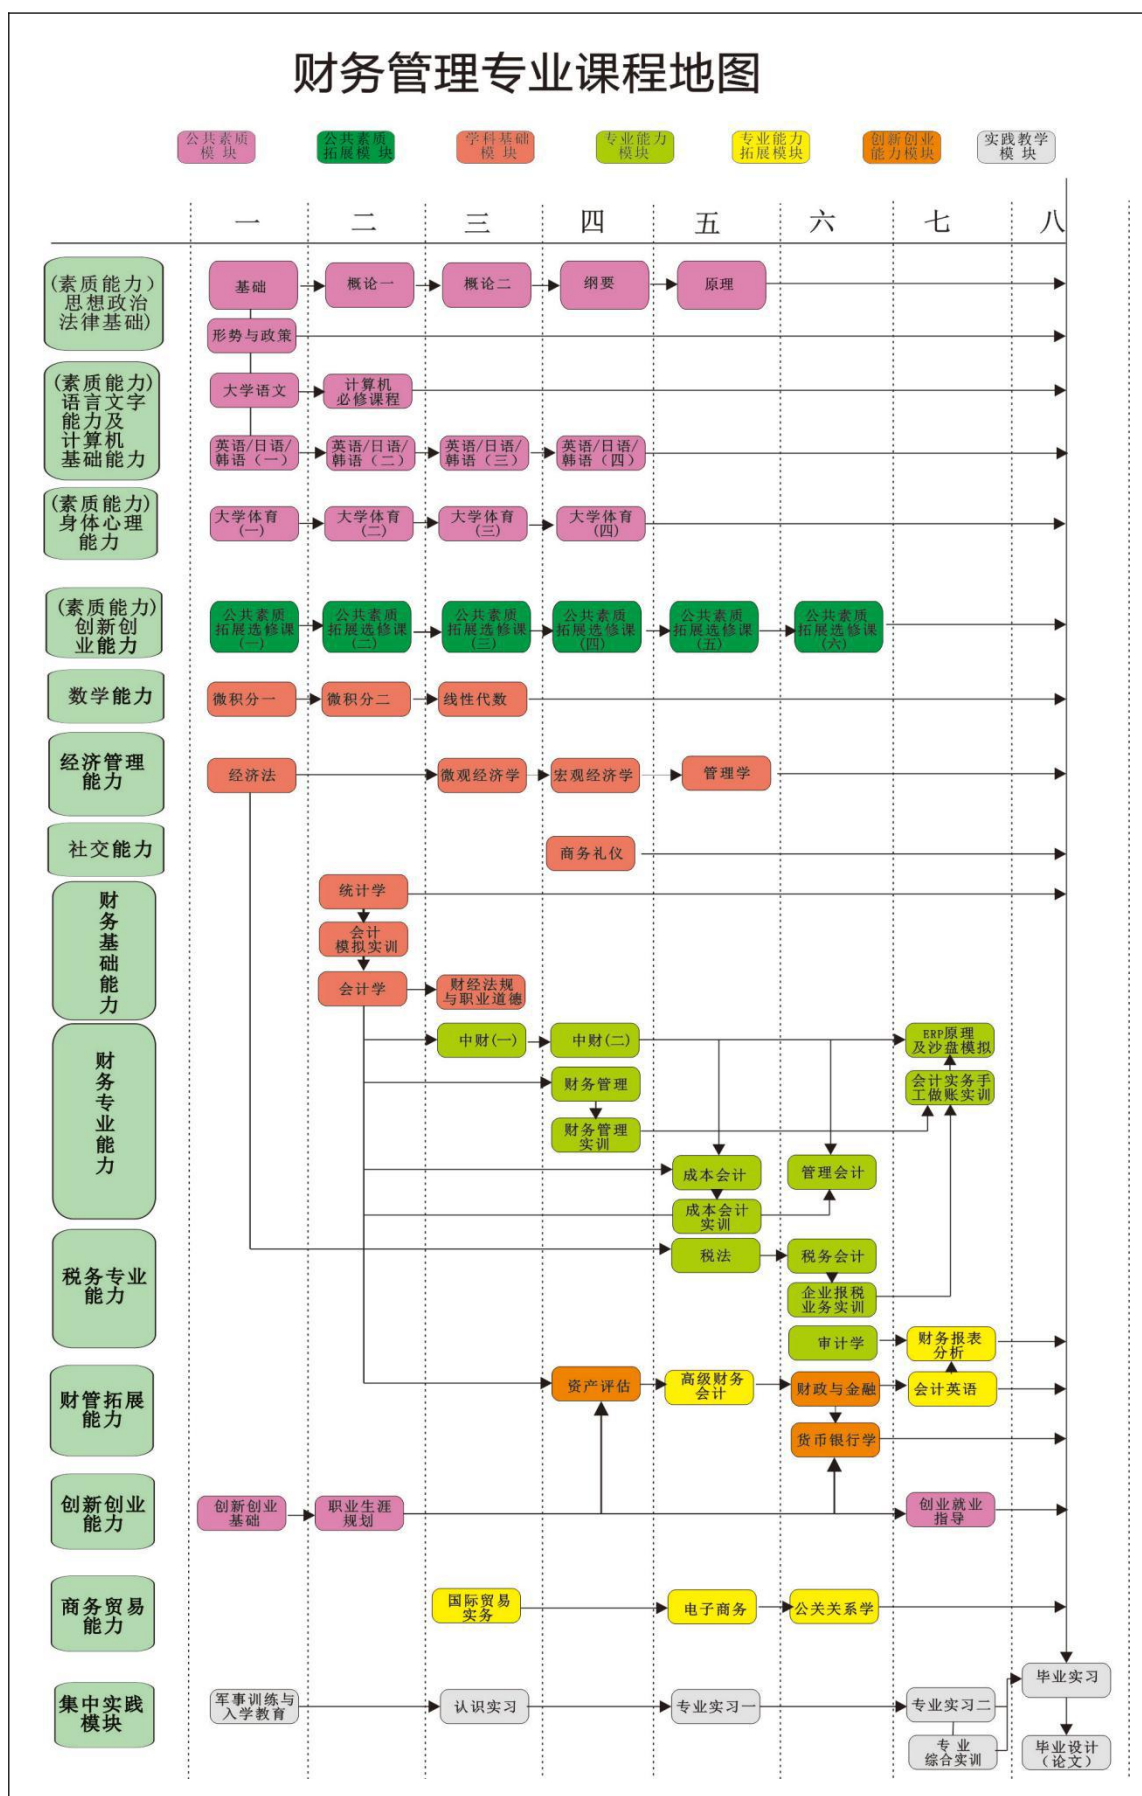 财务管理专业课程地图
公共素质
模 块
公共素质
拓展模 块
学科基础
模 块
专业能力
模块
专业能力
拓展模块
创新创业
能力模块
实践教学
模 块
一
二
三
四
五
六
七
八
(素质能力)
思想政治
法律基础)
基础
概论一
概论二
纲要
原理
形势与政策
(素质能力)
语言文字
能力及
计算机
基础能力
大学语文
计算机
必修课程
英语/日语/
韩语（一）
英语/日语/
韩语（二）
英语/日语/
韩语（三）
英语/日语/
韩语（四）
(素质能力)
身体心理
能力
大学体育
(一)
大学体育
(二)
大学体育
(三)
大学体育
(四)
(素质能力)
创新创
业能力
公共素质
拓展选修课
(一)
公共素质
拓展选修课
(二)
公共素质
拓展选修课
(三)
公共素质
拓展选修课
(四)
公共素质
拓展选修课
(五)
公共素质
拓展选修课
(六)
数学能力
微积分一
微积分二
线性代数
经济管理
能力
经济法
微观经济学
宏观经济学
管理学
社交能力
商务礼仪
财
务
基
础
能
力
统计学
会计
模拟实训
会计学
财经法规
与职业道德
财
务
专
业
能
力
中财(一)
中财(二)
ERP原理
及沙盘模拟
财务管理
会计实务手
工做账实训
财务管理
实训
成本会计
管理会计
成本会计
实训
税务专业
能力
税法
税务会计
企业报税
业务实训
审计学
财务报表
分析
财管拓展
能力
资产评估
高级财务
会计
财政与金融
会计英语
货币银行学
创新创业
能力
创新创业
基础
职业生涯
规划
创业就业
指导
商务贸易
能力
国际贸易
实务
电子商务
公关关系学
集中实践
模块
军事训练与
入学教育
认识实习
专业实习一
专业实习二
毕业实习
专 业
综合实训
毕业设计
（论文）